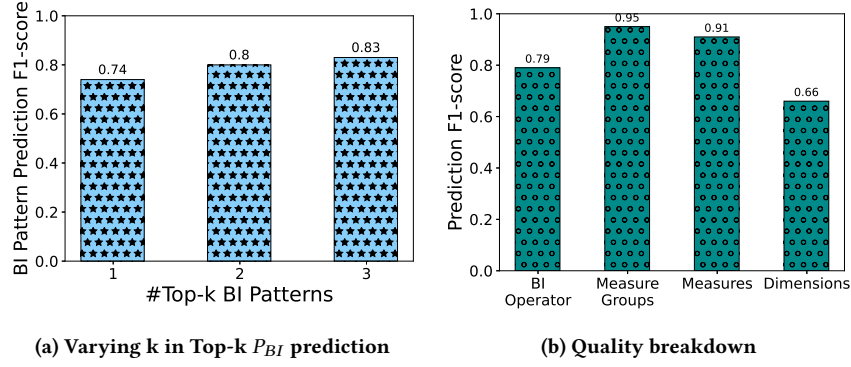 BI Pattern Prediction F1-score
1.0
0.8
0.6
0.4
0.2
0.0
0.74
0.8
0.83
1
2
3
#Top-k BI Patterns
(a) Varying k in Top-k P_BI prediction
Prediction F1-score
1.0
0.8
0.6
0.4
0.2
0.0
0.79
0.95
0.91
0.66
BI
Operator
Measure
Groups
Measures
Dimensions
(b) Quality breakdown